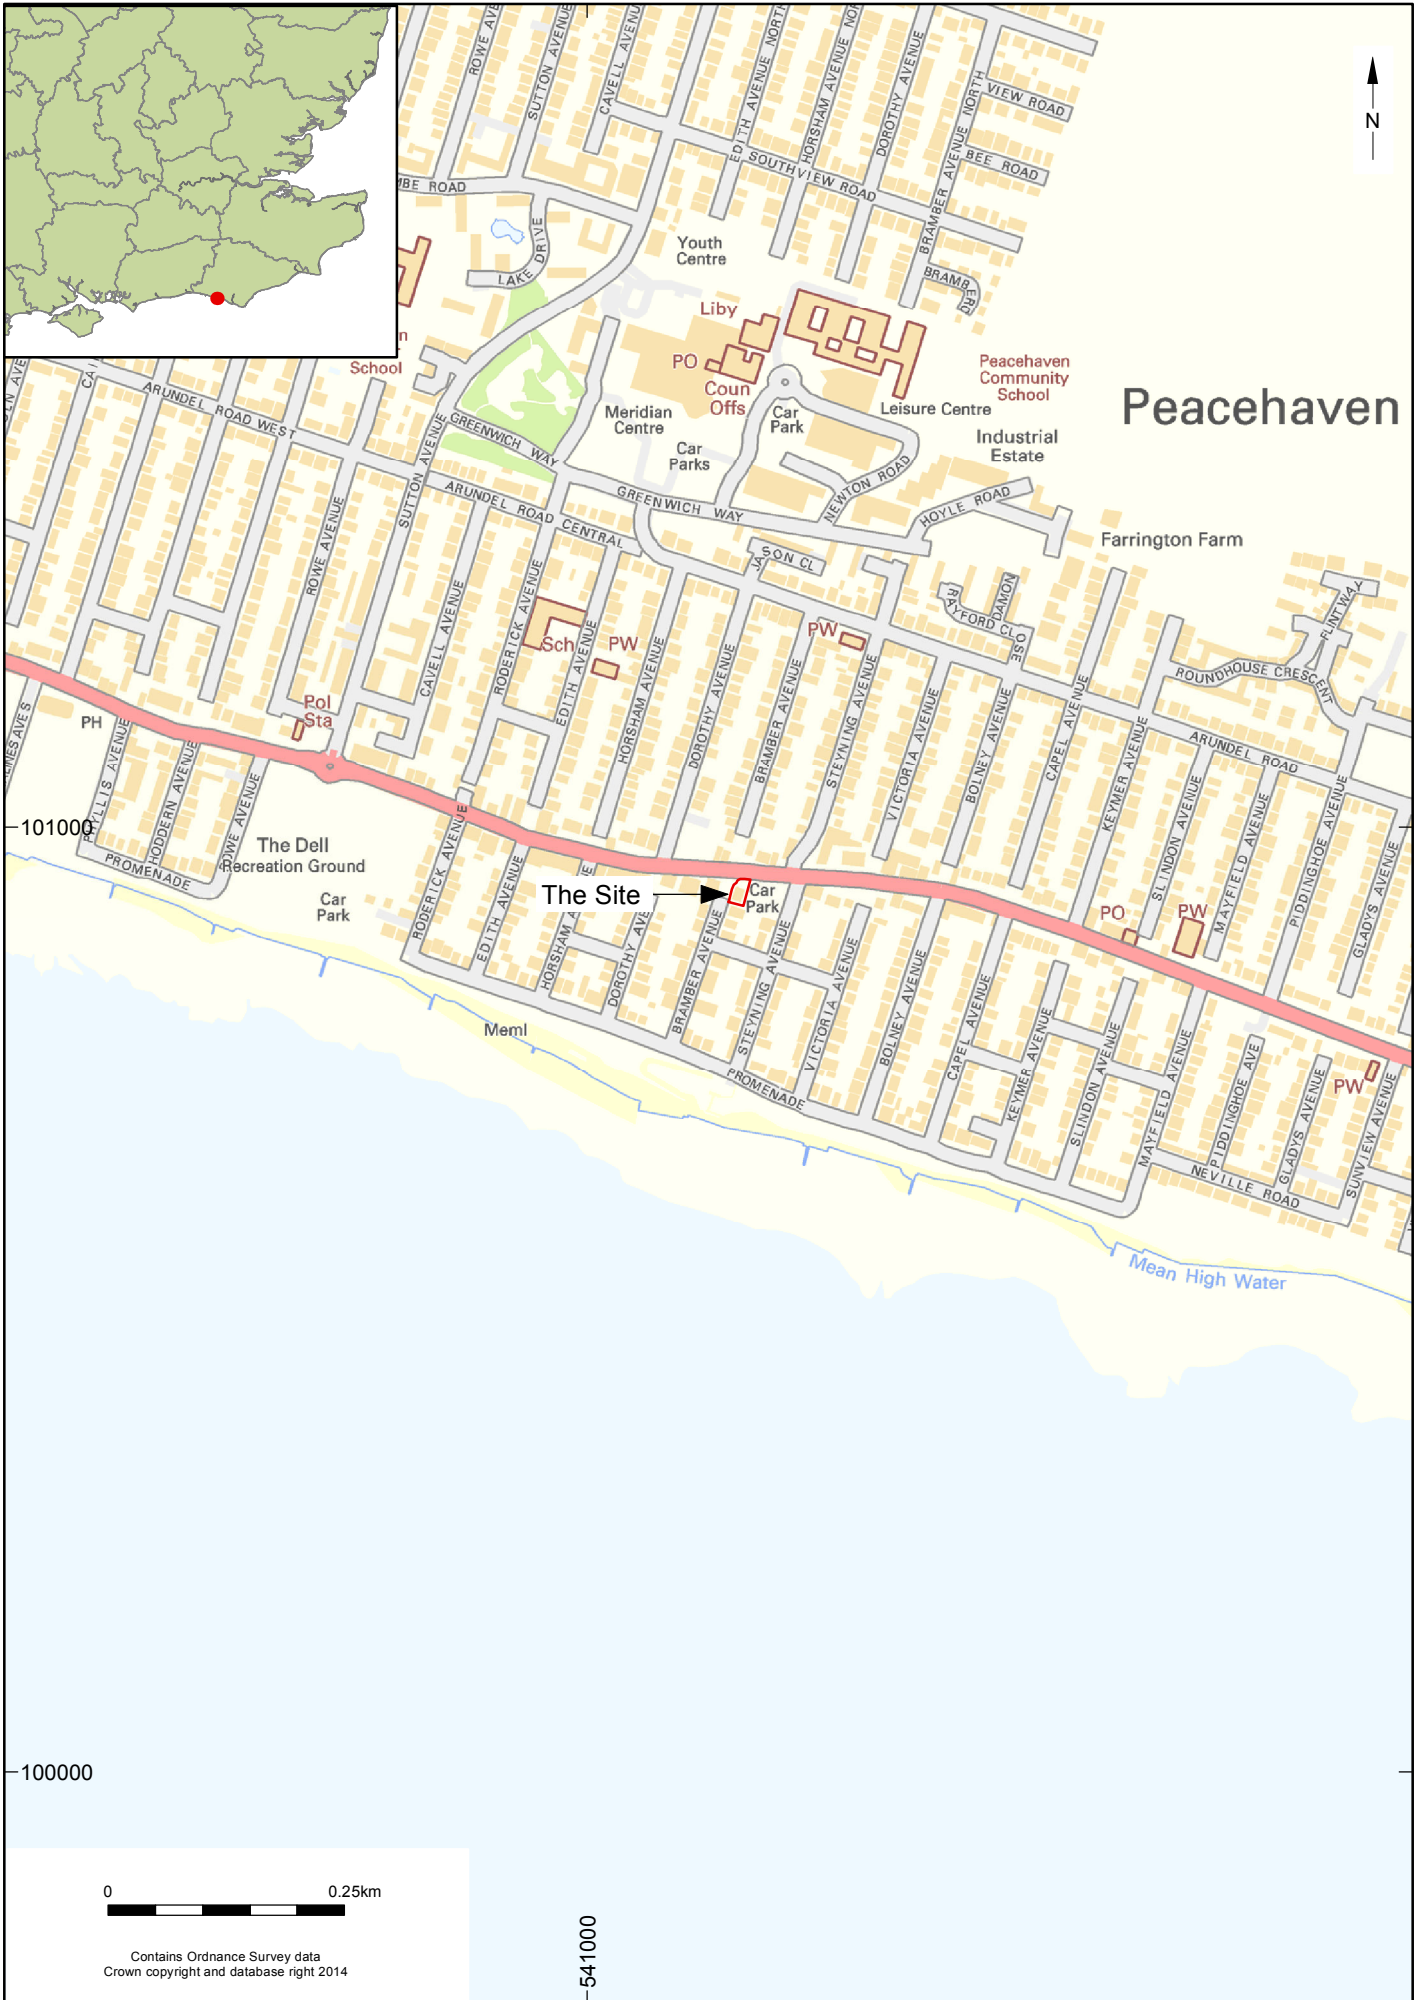 ROWE AVE
SUTTON AVENUE
CAVELL AVENU
EDITH AVENUE NORTH
HORSHAM AVENUE NOR
DOROTHY AVENUE
BRAMBER AVENUE NORTH
VIEW ROAD
BEE ROAD
SOUTHVIEW ROAD
N
MBE ROAD
LAKE DRIVE
Youth
Centre
BRAMBER
Liby
PO
Coun
Offs
Car
Park
Leisure Centre
Peacehaven
Community
School
Peacehaven
School
Meridian
Centre
Car
Parks
Industrial
Estate
ARUNDEL ROAD WEST
GREENWICH WAY
SUTTON AVENUE
ARUNDEL ROAD CENTRAL
GREENWICH WAY
NEWTON ROAD
HOYLE ROAD
Farrington Farm
JASON CL
RAYFORD CLOSE
DAMON
FLINT WAY
ROUNDHOUSE CRESCENT
ROWE AVENUE
CAVELL AVENUE
RODERICK AVENUE
Sch
PW
EDITH AVENUE
HORSHAM AVENUE
DOROTHY AVENUE
BRAMBER AVENUE
PW
STEYNING AVENUE
VICTORIA AVENUE
BOLNEY AVENUE
CAPEL AVENUE
KEYMER AVENUE
ARUNDEL ROAD
SLINDON AVENUE
MAYFIELD AVENUE
PIDDINGHOE AVENUE
GLADYS AVENUE
Pol
Sta
PH
PHYLLIS AVENUE
HODDERN AVENUE
ROWE AVENUE
PROMENADE
101000
The Dell
Recreation Ground
Car
Park
RODERICK AVENUE
EDITH AVENUE
The Site
Car
Park
HORSHAM A
DOROTHY AVE
BRAMBER AVENUE
STEYNING AVENUE
VICTORIA AVENUE
BOLNEY AVENUE
CAPEL AVENUE
KEYMER AVENUE
SLINDON AVENUE
MAYFIELD AVENUE
PO
PW
PIDDINGHOE AVE
GLADYS AVENUE
PW
SUNVIEW AVENUE
NEVILLE ROAD
Meml
PROMENADE
Mean High Water
100000
541000
0 0.25km
Contains Ordnance Survey data
Crown copyright and database right 2014